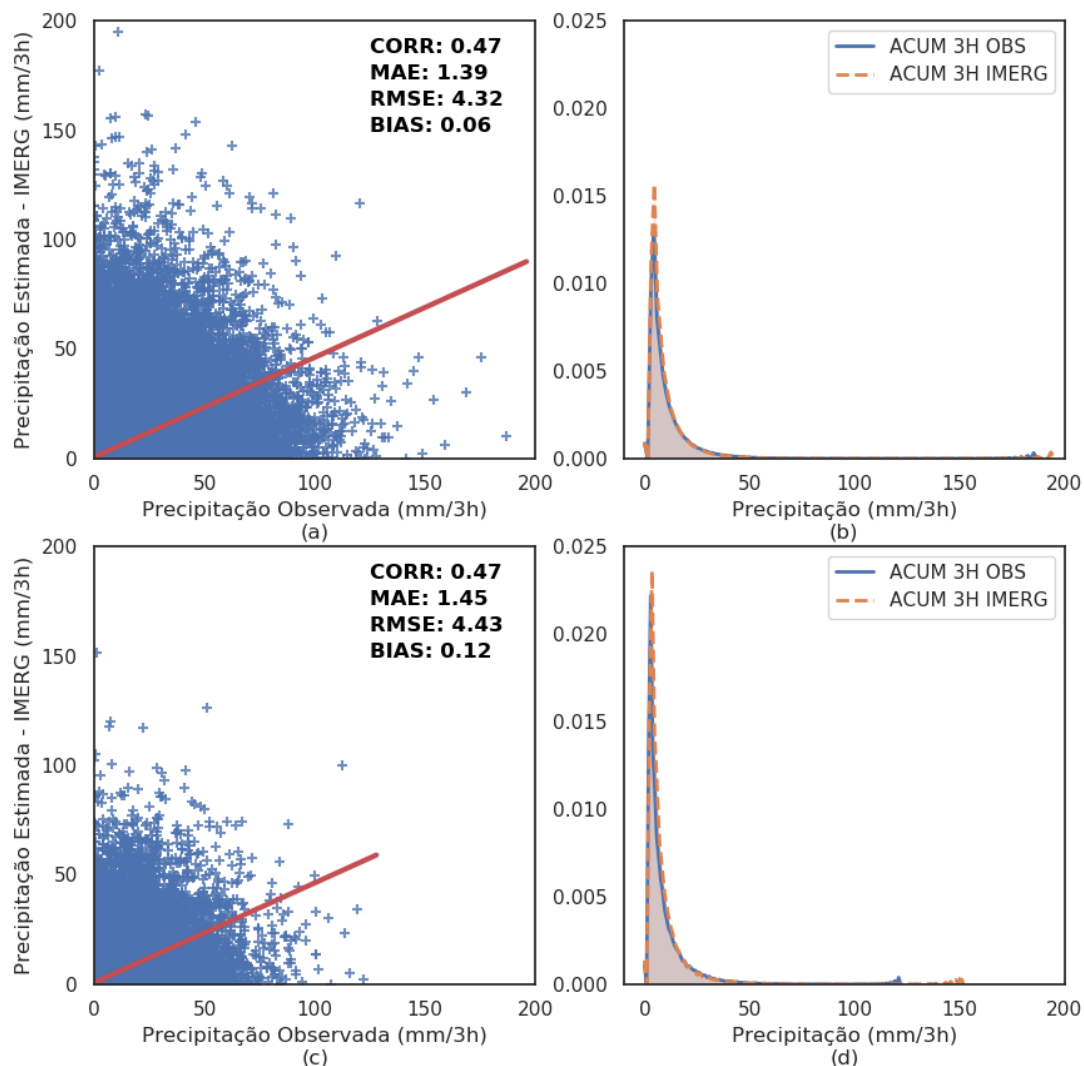 Precipitação Estimada - IMERG (mm/3h)
200
150
100
50
0
CORR: 0.47
MAE: 1.39
RMSE: 4.32
BIAS: 0.06
0 50 100 150 200
Precipitação Observada (mm/3h)
(a)
0.025
0.020
0.015
0.010
0.005
0.000
ACUM 3H OBS
ACUM 3H IMERG
0 50 100 150 200
Precipitação (mm/3h)
(b)
Precipitação Estimada - IMERG (mm/3h)
200
150
100
50
0
CORR: 0.47
MAE: 1.45
RMSE: 4.43
BIAS: 0.12
0 50 100 150 200
Precipitação Observada (mm/3h)
(c)
0.025
0.020
0.015
0.010
0.005
0.000
ACUM 3H OBS
ACUM 3H IMERG
0 50 100 150 200
Precipitação (mm/3h)
(d)